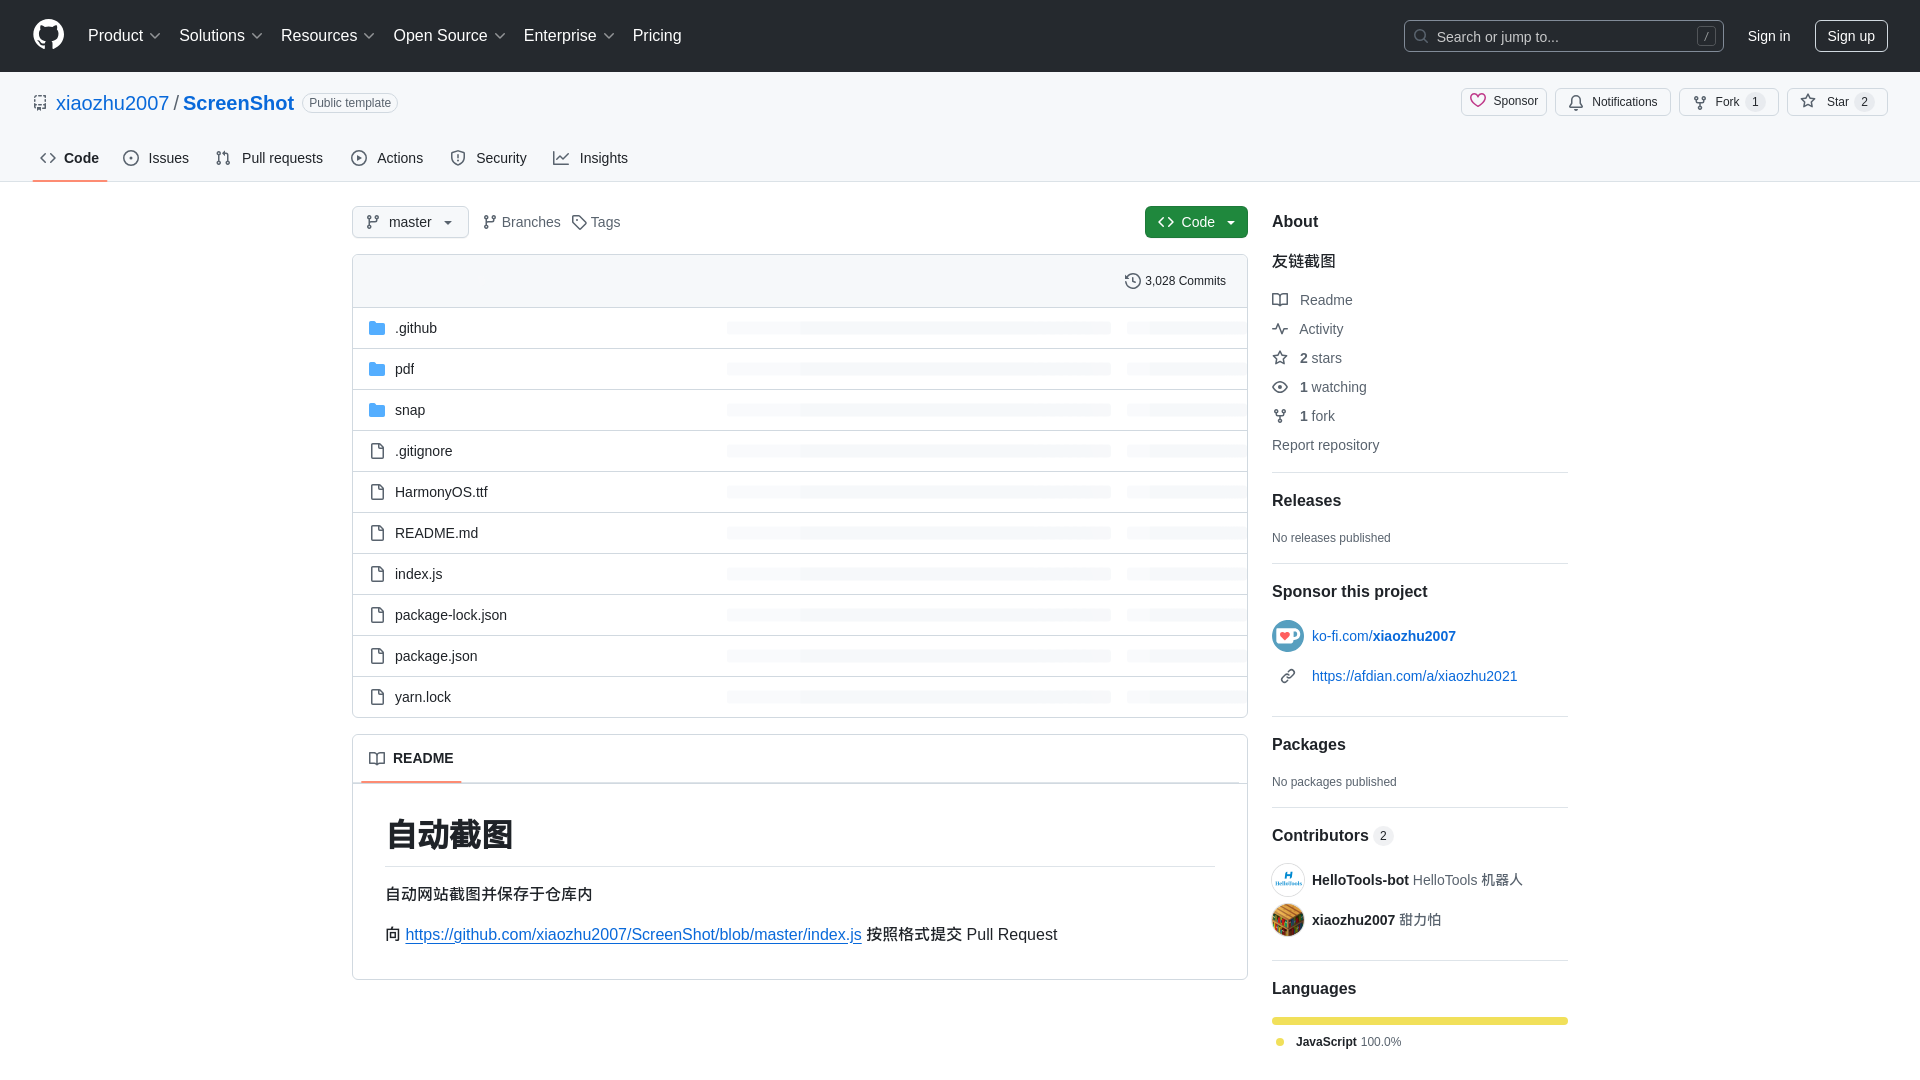 Product Solutions Resources Open Source Enterprise Pricing Search or jump to... / Sign in Sign up
xiaozhu2007 / ScreenShot Public template Sponsor Notifications Fork 1 Star 2
Code Issues Pull requests Actions Security Insights
master Branches Tags Code
3,028 Commits
.github
pdf
snap
.gitignore
HarmonyOS.ttf
README.md
index.js
package-lock.json
package.json
yarn.lock
README
自动截图
自动网站截图并保存于仓库内
向 https://github.com/xiaozhu2007/ScreenShot/blob/master/index.js 按照格式提交 Pull Request
About
友链截图
Readme
Activity
2 stars
1 watching
1 fork
Report repository
Releases
No releases published
Sponsor this project
ko-fi.com/xiaozhu2007
https://afdian.com/a/xiaozhu2021
Packages
No packages published
Contributors 2
HelloTools
HelloTools-bot HelloTools 机器人
xiaozhu2007 甜力怕
Languages
JavaScript 100.0%